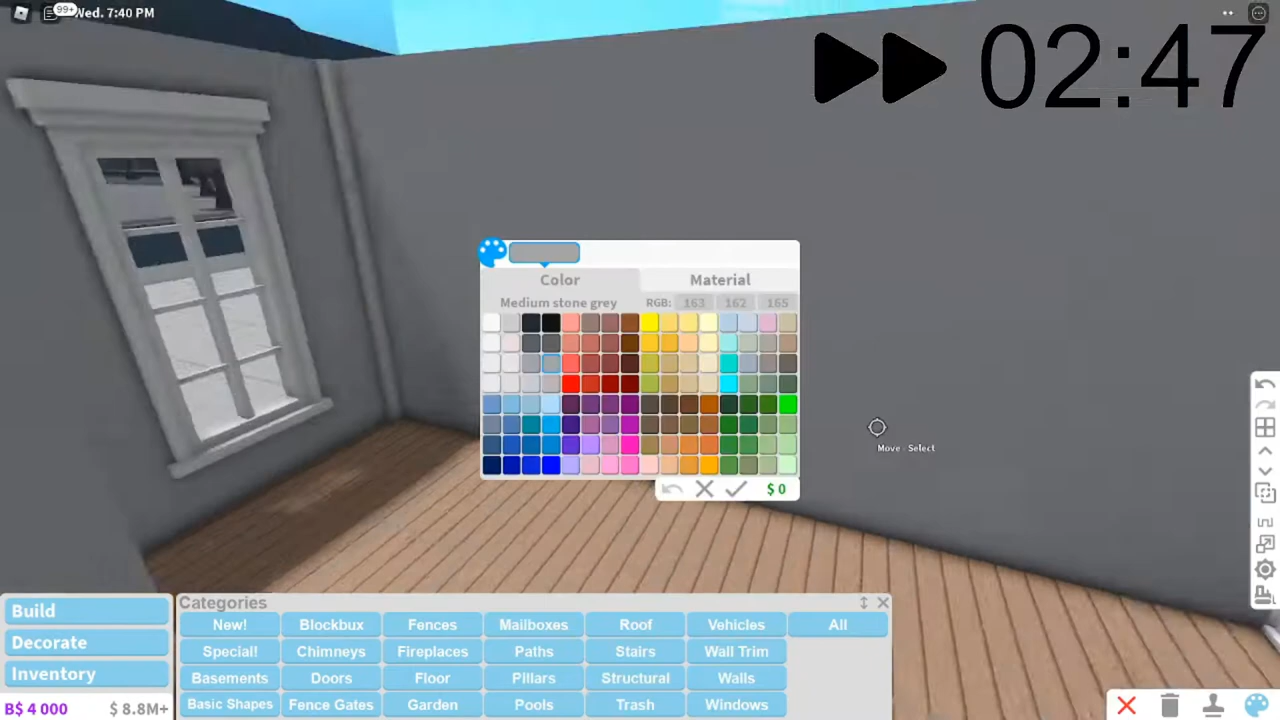 99+
Wed. 7:40 PM
02:47
Color
Material
Medium stone grey
RGB: 163 162 165
Move Select
$ 0
Build
Decorate
Inventory
B$ 4 000
$ 8.8M+
Categories
New! Blockbux Fences Mailboxes Roof Vehicles All
Special! Chimneys Fireplaces Paths Stairs Wall Trim
Basements Doors Floor Pillars Structural Walls
Basic Shapes Fence Gates Garden Pools Trash Windows